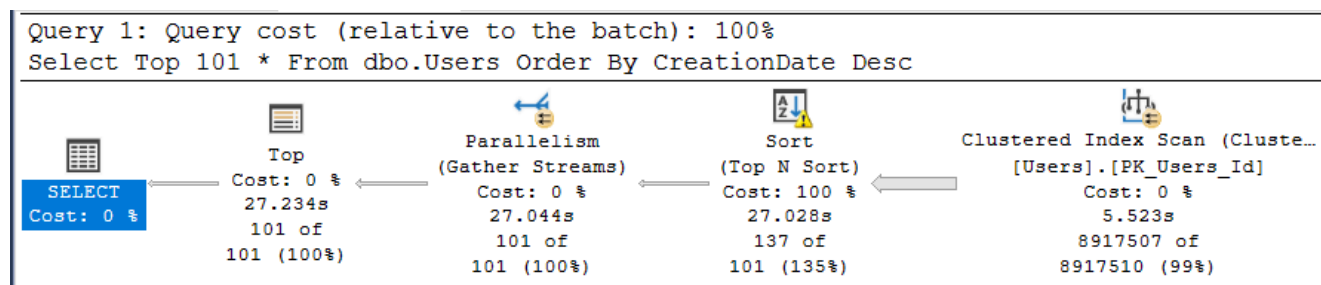 Query 1: Query cost (relative to the batch): 100%
Select Top 101 * From dbo.Users Order By CreationDate Desc
SELECT
Cost: 0 %
Top
Cost: 0 %
27.234s
101 of
101 (100%)
Parallelism
(Gather Streams)
Cost: 0 %
27.044s
101 of
101 (100%)
A
Z
Sort
(Top N Sort)
Cost: 100 %
27.028s
137 of
101 (135%)
Clustered Index Scan (Cluste…
[Users].[PK_Users_Id]
Cost: 0 %
5.523s
8917507 of
8917510 (99%)